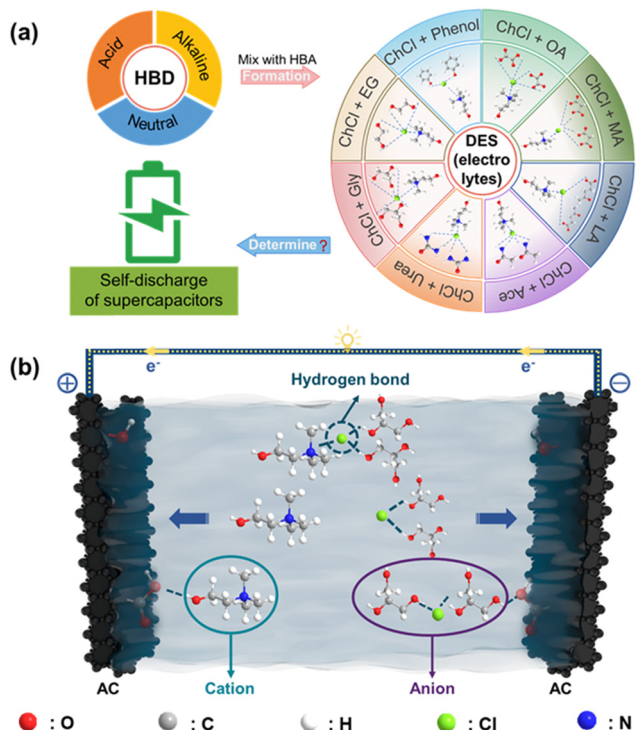 (a)
Acid
Alkaline
Neutral
HBD
Mix with HBA
Formation
ChCl + Phenol
ChCl + OA
ChCl + MA
ChCl + LA
ChCl + Ace
ChCl + Urea
ChCl + Gly
ChCl + EG
DES
(electro
lytes)
Determine ?
Self-discharge
of supercapacitors
(b)
e-
e-
+
−
Hydrogen bond
AC
Cation
Anion
AC
: O
: C
: H
: Cl
: N